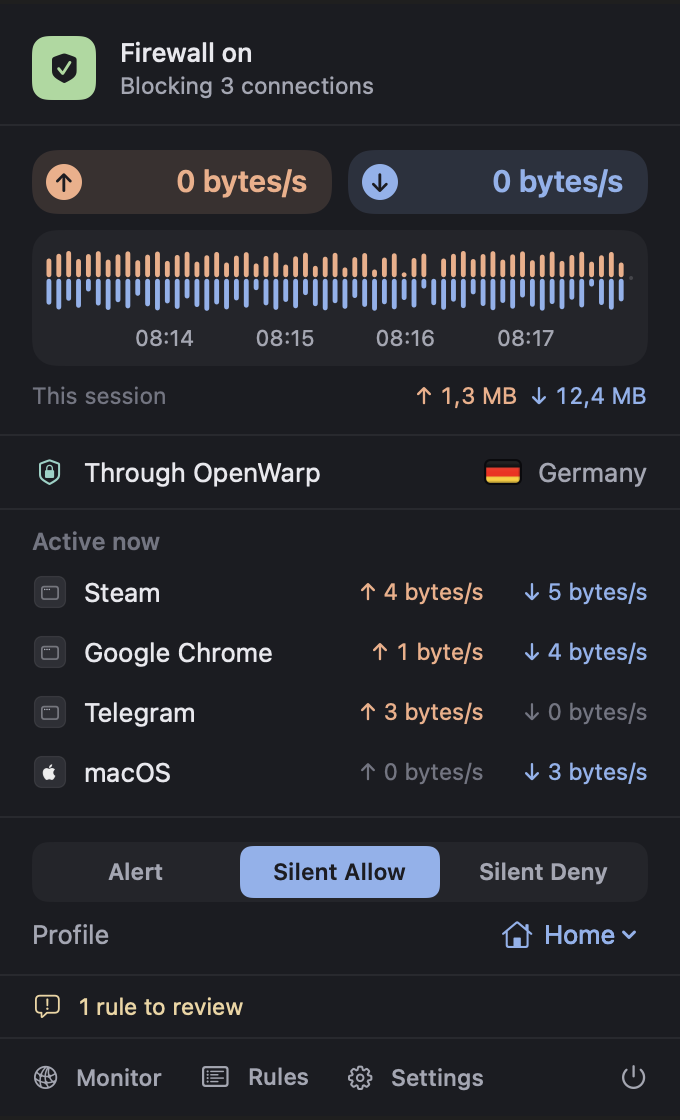 Firewall on
Blocking 3 connections
↑ 0 bytes/s ↓ 0 bytes/s
08:14 08:15 08:16 08:17
This session ↑ 1,3 MB ↓ 12,4 MB
Through OpenWarp Germany
Active now
Steam ↑ 4 bytes/s ↓ 5 bytes/s
Google Chrome ↑ 1 byte/s ↓ 4 bytes/s
Telegram ↑ 3 bytes/s ↓ 0 bytes/s
macOS ↑ 0 bytes/s ↓ 3 bytes/s
Alert Silent Allow Silent Deny
Profile Home
1 rule to review
Monitor Rules Settings